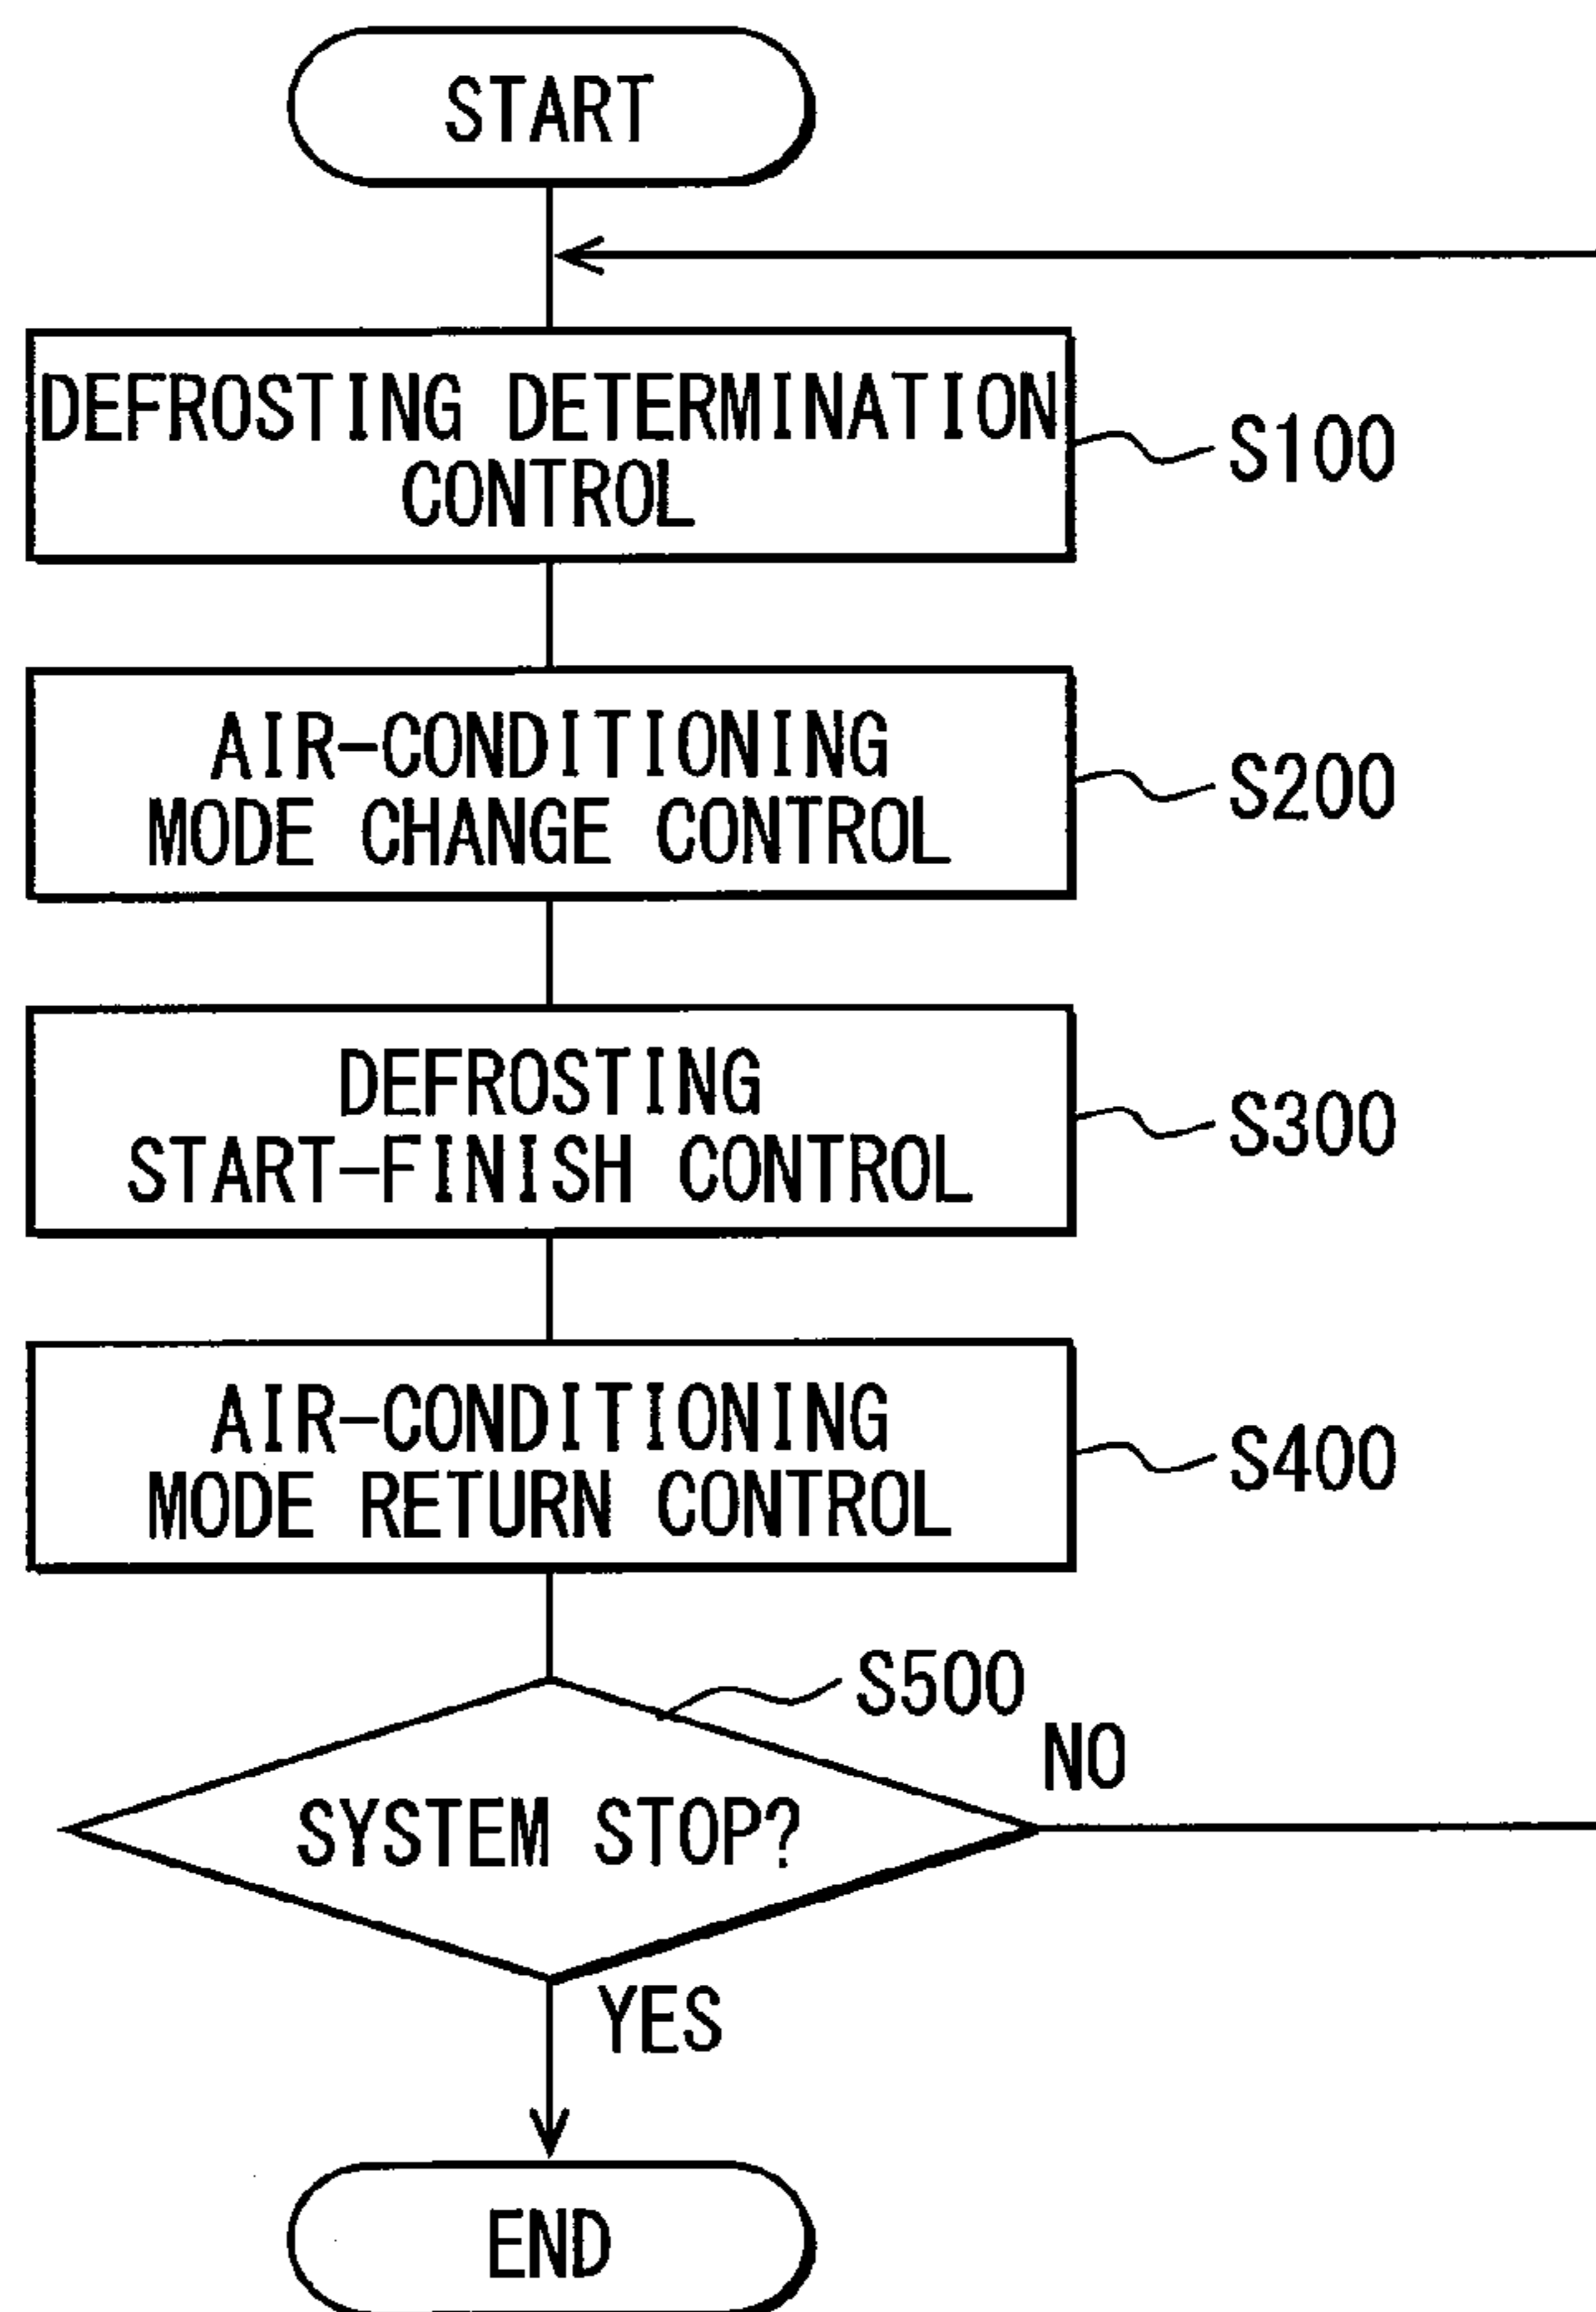 START
DEFROSTING DETERMINATION
CONTROL
S100
AIR-CONDITIONING
MODE CHANGE CONTROL
S200
DEFROSTING
START-FINISH CONTROL
S300
AIR-CONDITIONING
MODE RETURN CONTROL
S400
S500
NO
SYSTEM STOP?
YES
END